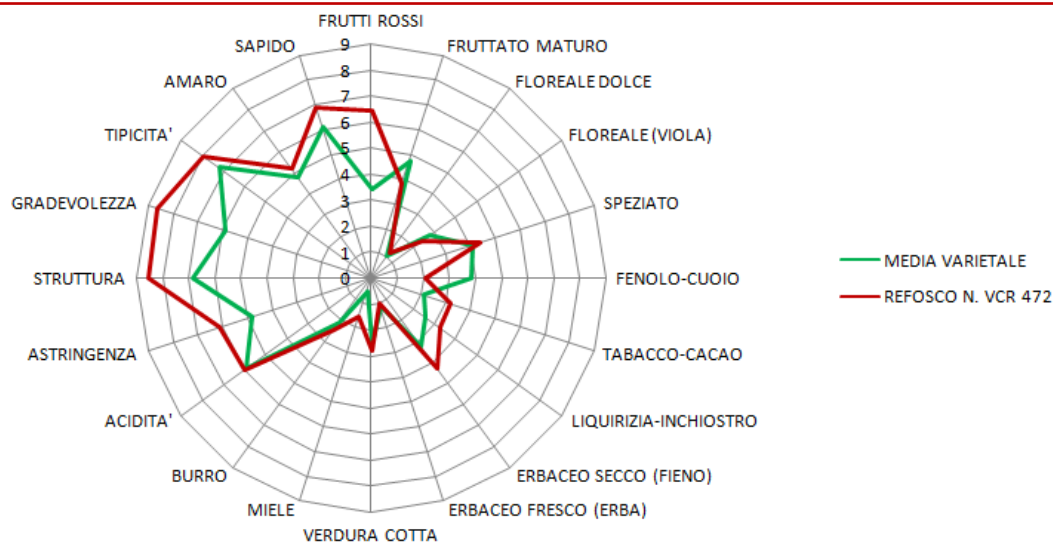 FRUTTI ROSSI
FRUTTATO MATURO
FLOREALE DOLCE
FLOREALE (VIOLA)
SPEZIATO
FENOLO-CUOIO
TABACCO-CACAO
LIQUIRIZIA-INCHIOSTRO
ERBACEO SECCO (FIENO)
ERBACEO FRESCO (ERBA)
VERDURA COTTA
MIELE
BURRO
ACIDITA'
ASTRINGENZA
STRUTTURA
GRADEVOLEZZA
TIPICITA'
AMARO
SAPIDO
9
8
7
6
5
4
3
2
1
0
MEDIA VARIETALE
REFOSCO N. VCR 472